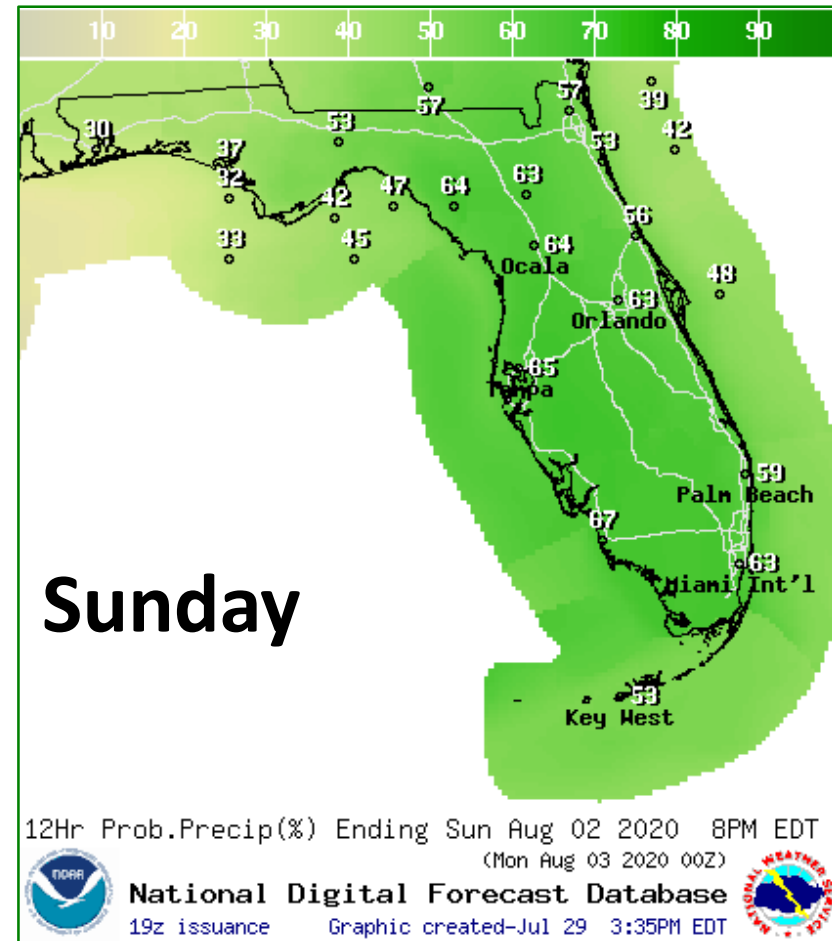 10 20 30 40 50 60 70 80 90
39
57
57
42
30
53
53
37
32
63
42
47
64
56
64
33
45
Ocala
48
63
Orlando
65
Tampa
59
Palm Beach
67
63
Miami Int'l
Sunday
53
Key West
12Hr Prob.Precip(%) Ending Sun Aug 02 2020 8PM EDT
(Mon Aug 03 2020 00Z)
NOAA
National Digital Forecast Database
19z issuance Graphic created-Jul 29 3:35PM EDT
NATIONAL WEATHER SERVICE